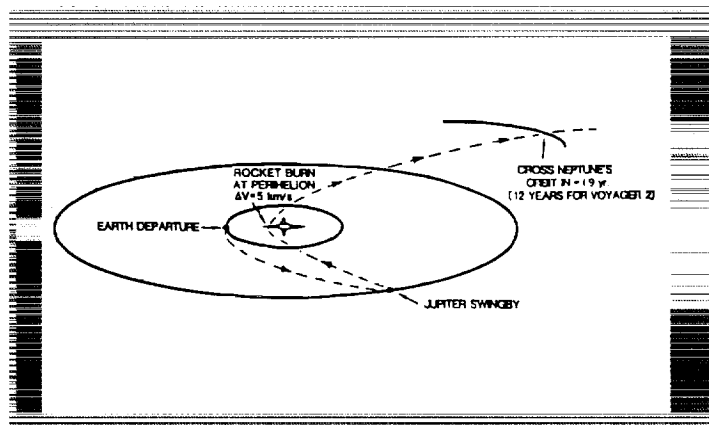 ROCKET BURN
AT PERIHELION
ΔV=5 km/s
EARTH DEPARTURE
CROSS NEPTUNE'S
ORBIT IN
yr.
(12 YEARS FOR VOYAGER 2)
JUPITER SWINGBY